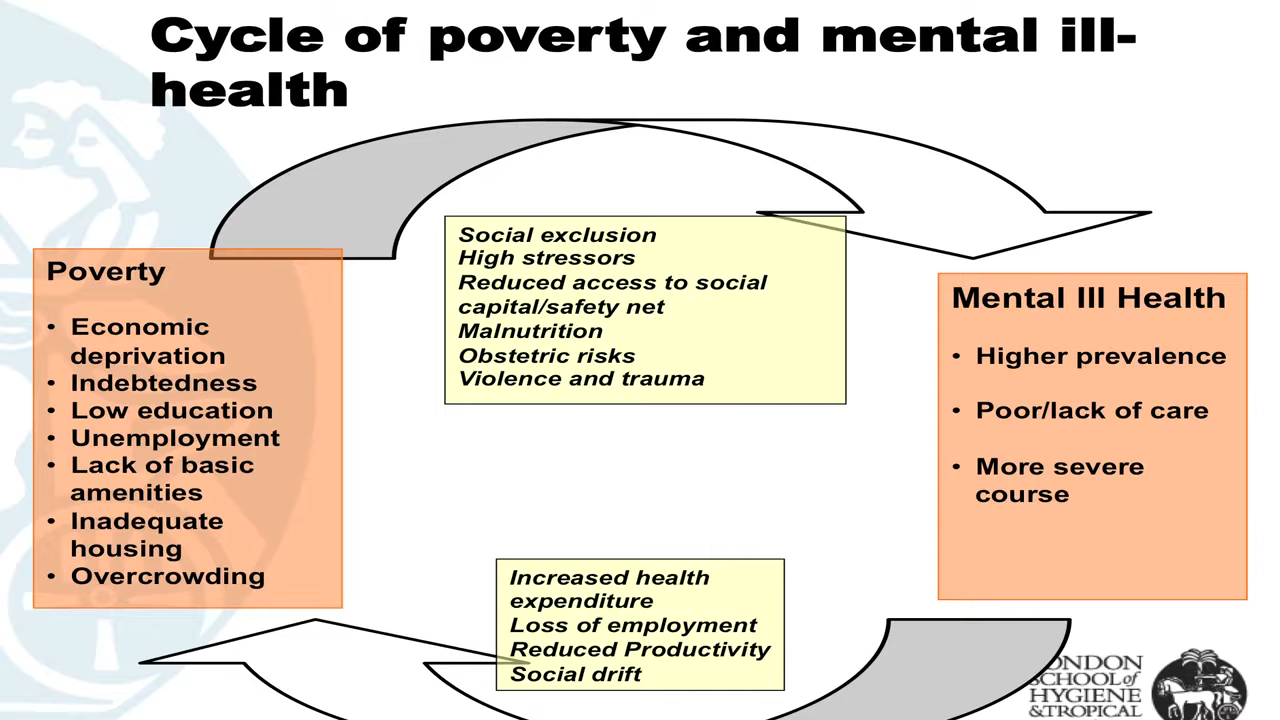 Cycle of poverty and mental ill-
health
Social exclusion
High stressors
Reduced access to social
capital/safety net
Malnutrition
Obstetric risks
Violence and trauma
Poverty
• Economic
deprivation
• Indebtedness
• Low education
• Unemployment
• Lack of basic
amenities
• Inadequate
housing
• Overcrowding
Mental Ill Health
• Higher prevalence
• Poor/lack of care
• More severe
course
Increased health
expenditure
Loss of employment
Reduced Productivity
Social drift
LONDON
SCHOOL of
HYGIENE
& TROPICAL